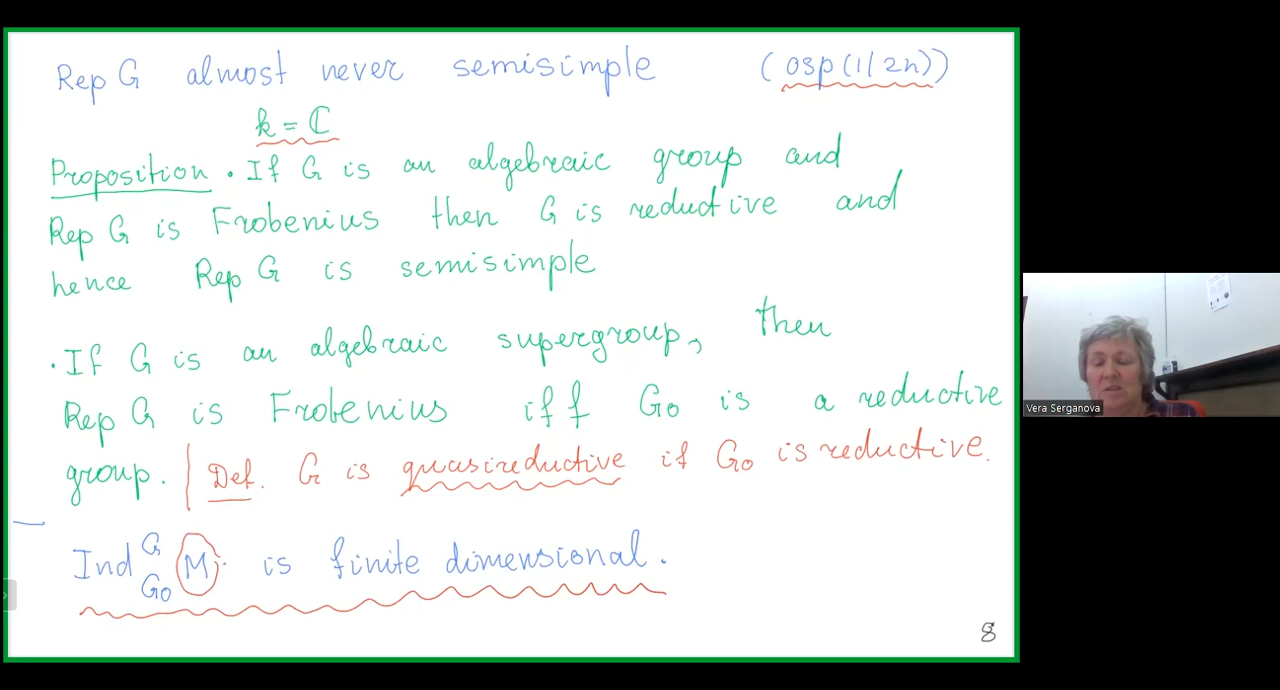 Rep G almost never semisimple (osp(1/2n))
k = ℂ
Proposition. If G is an algebraic group and
Rep G is Frobenius then G is reductive and
hence Rep G is semisimple
. If G is an algebraic supergroup, then
Rep G is Frobenius iff G₀ is a reductive
group. | Def. G is quasireductive if G₀ is reductive.
Ind^G_{G₀} M is finite dimensional.
8
Vera Serganova